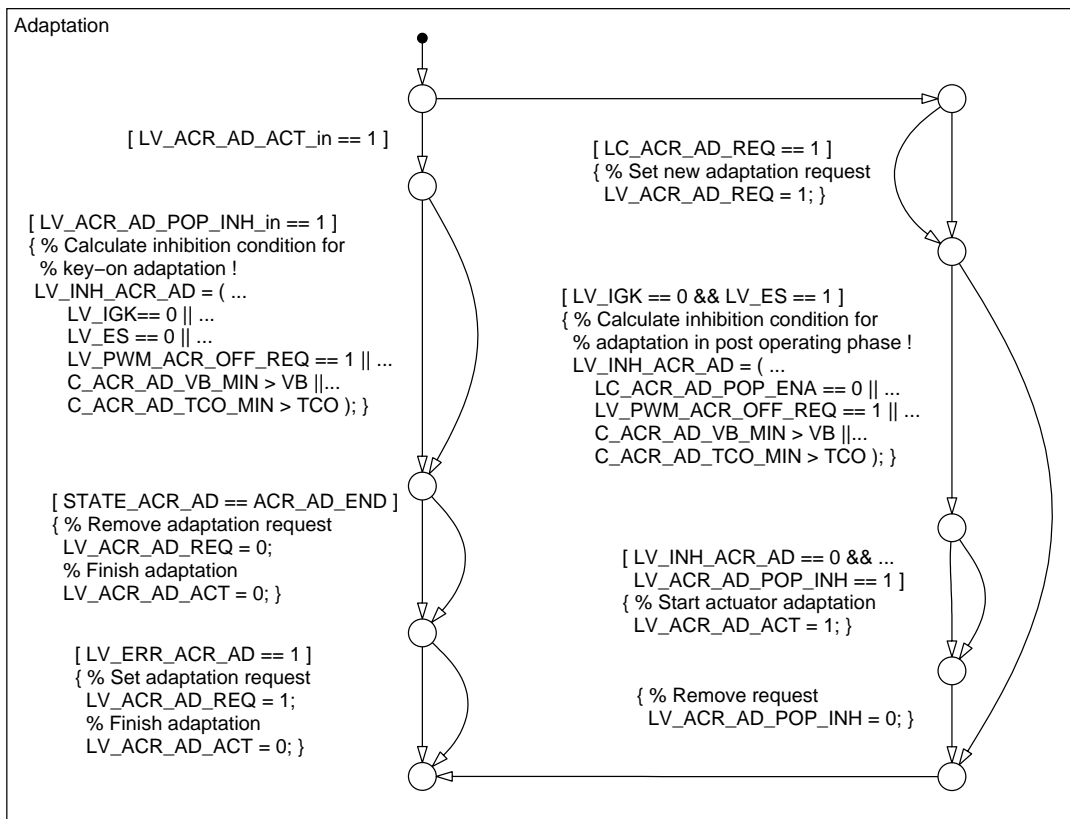 Adaptation
[ LV_ACR_AD_ACT_in == 1 ]
[ LV_ACR_AD_POP_INH_in == 1 ]
{ % Calculate inhibition condition for
% key−on adaptation !
LV_INH_ACR_AD = ( ...
LV_IGK== 0 || ...
LV_ES == 0 || ...
LV_PWM_ACR_OFF_REQ == 1 || ...
C_ACR_AD_VB_MIN > VB ||...
C_ACR_AD_TCO_MIN > TCO ); }
[ STATE_ACR_AD == ACR_AD_END ]
{ % Remove adaptation request
LV_ACR_AD_REQ = 0;
% Finish adaptation
LV_ACR_AD_ACT = 0; }
[ LV_ERR_ACR_AD == 1 ]
{ % Set adaptation request
LV_ACR_AD_REQ = 1;
% Finish adaptation
LV_ACR_AD_ACT = 0; }
[ LC_ACR_AD_REQ == 1 ]
{ % Set new adaptation request
LV_ACR_AD_REQ = 1; }
[ LV_IGK == 0 && LV_ES == 1 ]
{ % Calculate inhibition condition for
% adaptation in post operating phase !
LV_INH_ACR_AD = ( ...
LC_ACR_AD_POP_ENA == 0 || ...
LV_PWM_ACR_OFF_REQ == 1 || ...
C_ACR_AD_VB_MIN > VB ||...
C_ACR_AD_TCO_MIN > TCO ); }
[ LV_INH_ACR_AD == 0 && ...
LV_ACR_AD_POP_INH == 1 ]
{ % Start actuator adaptation
LV_ACR_AD_ACT = 1; }
{ % Remove request
LV_ACR_AD_POP_INH = 0; }